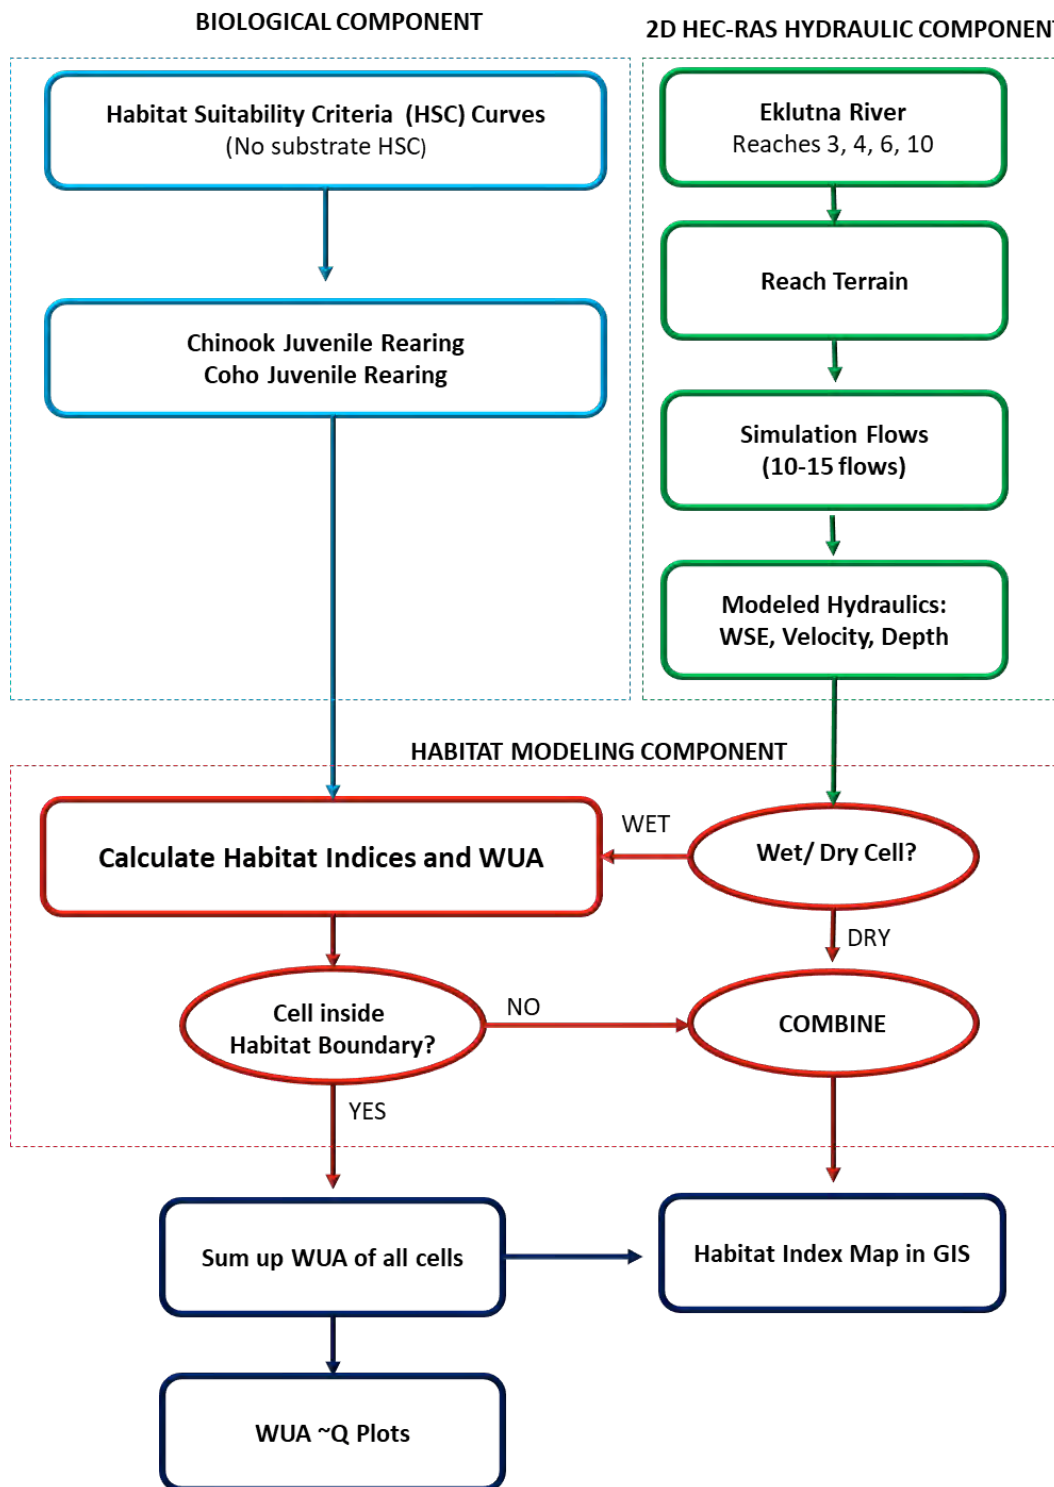 BIOLOGICAL COMPONENT
Habitat Suitability Criteria (HSC) Curves
(No substrate HSC)
Chinook Juvenile Rearing
Coho Juvenile Rearing
2D HEC-RAS HYDRAULIC COMPONENT
Eklutna River
Reaches 3, 4, 6, 10
Reach Terrain
Simulation Flows
(10-15 flows)
Modeled Hydraulics:
WSE, Velocity, Depth
HABITAT MODELING COMPONENT
Calculate Habitat Indices and WUA
WET
Wet/ Dry Cell?
DRY
Cell inside
Habitat Boundary?
NO
COMBINE
YES
Sum up WUA of all cells
Habitat Index Map in GIS
WUA ~Q Plots